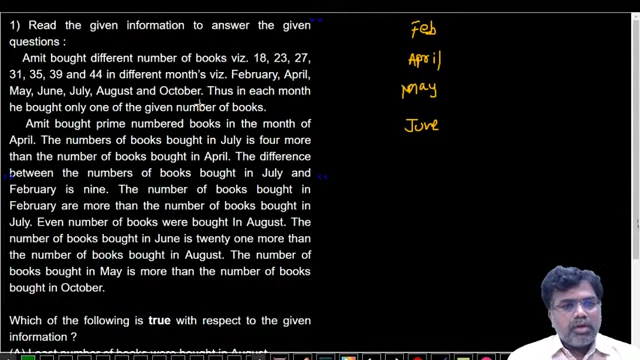 1) Read the given information to answer the given
questions :
Amit bought different number of books viz. 18, 23, 27,
31, 35, 39 and 44 in different month's viz. February, April,
May, June, July, August and October. Thus in each month
he bought only one of the given number of books.
Amit bought prime numbered books in the month of
April. The numbers of books bought in July is four more
than the number of books bought in April. The difference
between the numbers of books bought in July and
February is nine. The number of books bought in
February are more than the number of books bought in
July. Even number of books were bought In August. The
number of books bought in June is twenty one more than
the number of books bought in August. The number of
books bought in May is more than the number of books
bought in October.
Which of the following is true with respect to the given
information ?
(A) Least number of books were bought in August
Feb
April
May
June